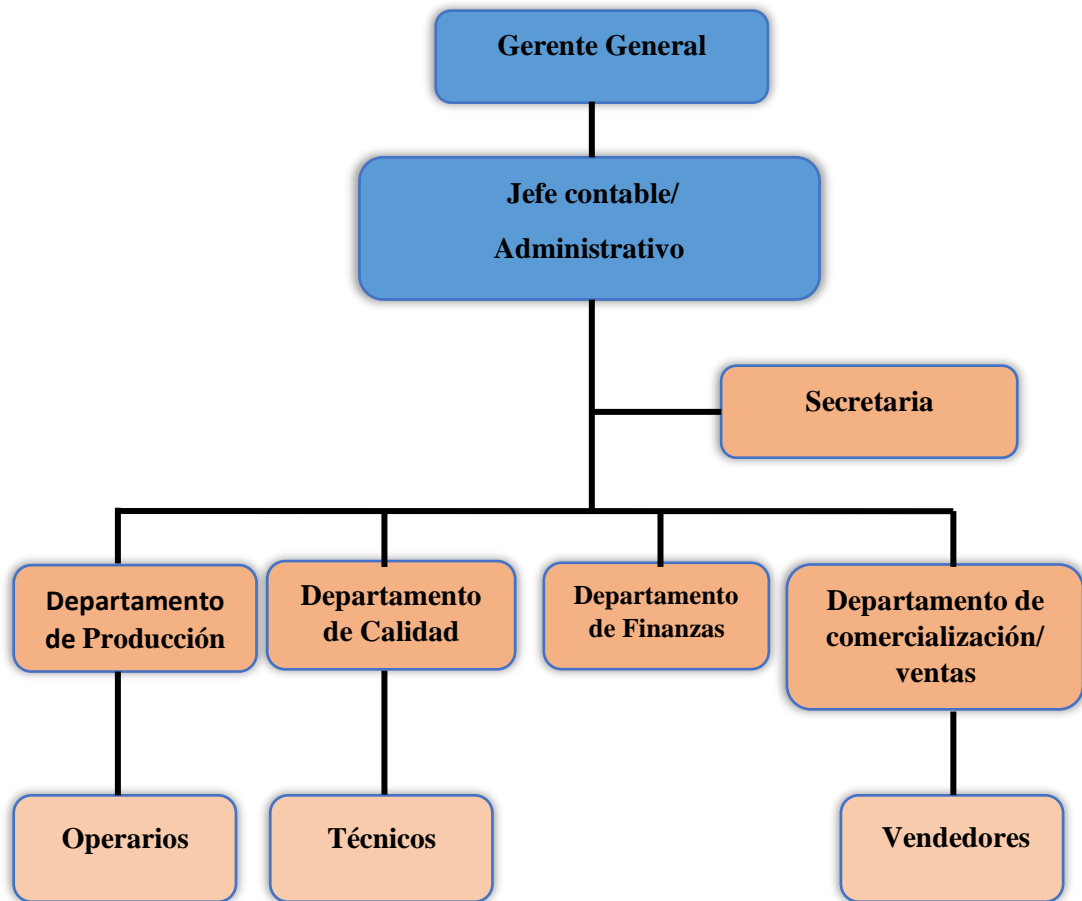 Gerente General
Jefe contable/
Administrativo
Secretaria
Departamento
de Producción
Departamento
de Calidad
Departamento
de Finanzas
Departamento de
comercialización/
ventas
Operarios
Técnicos
Vendedores